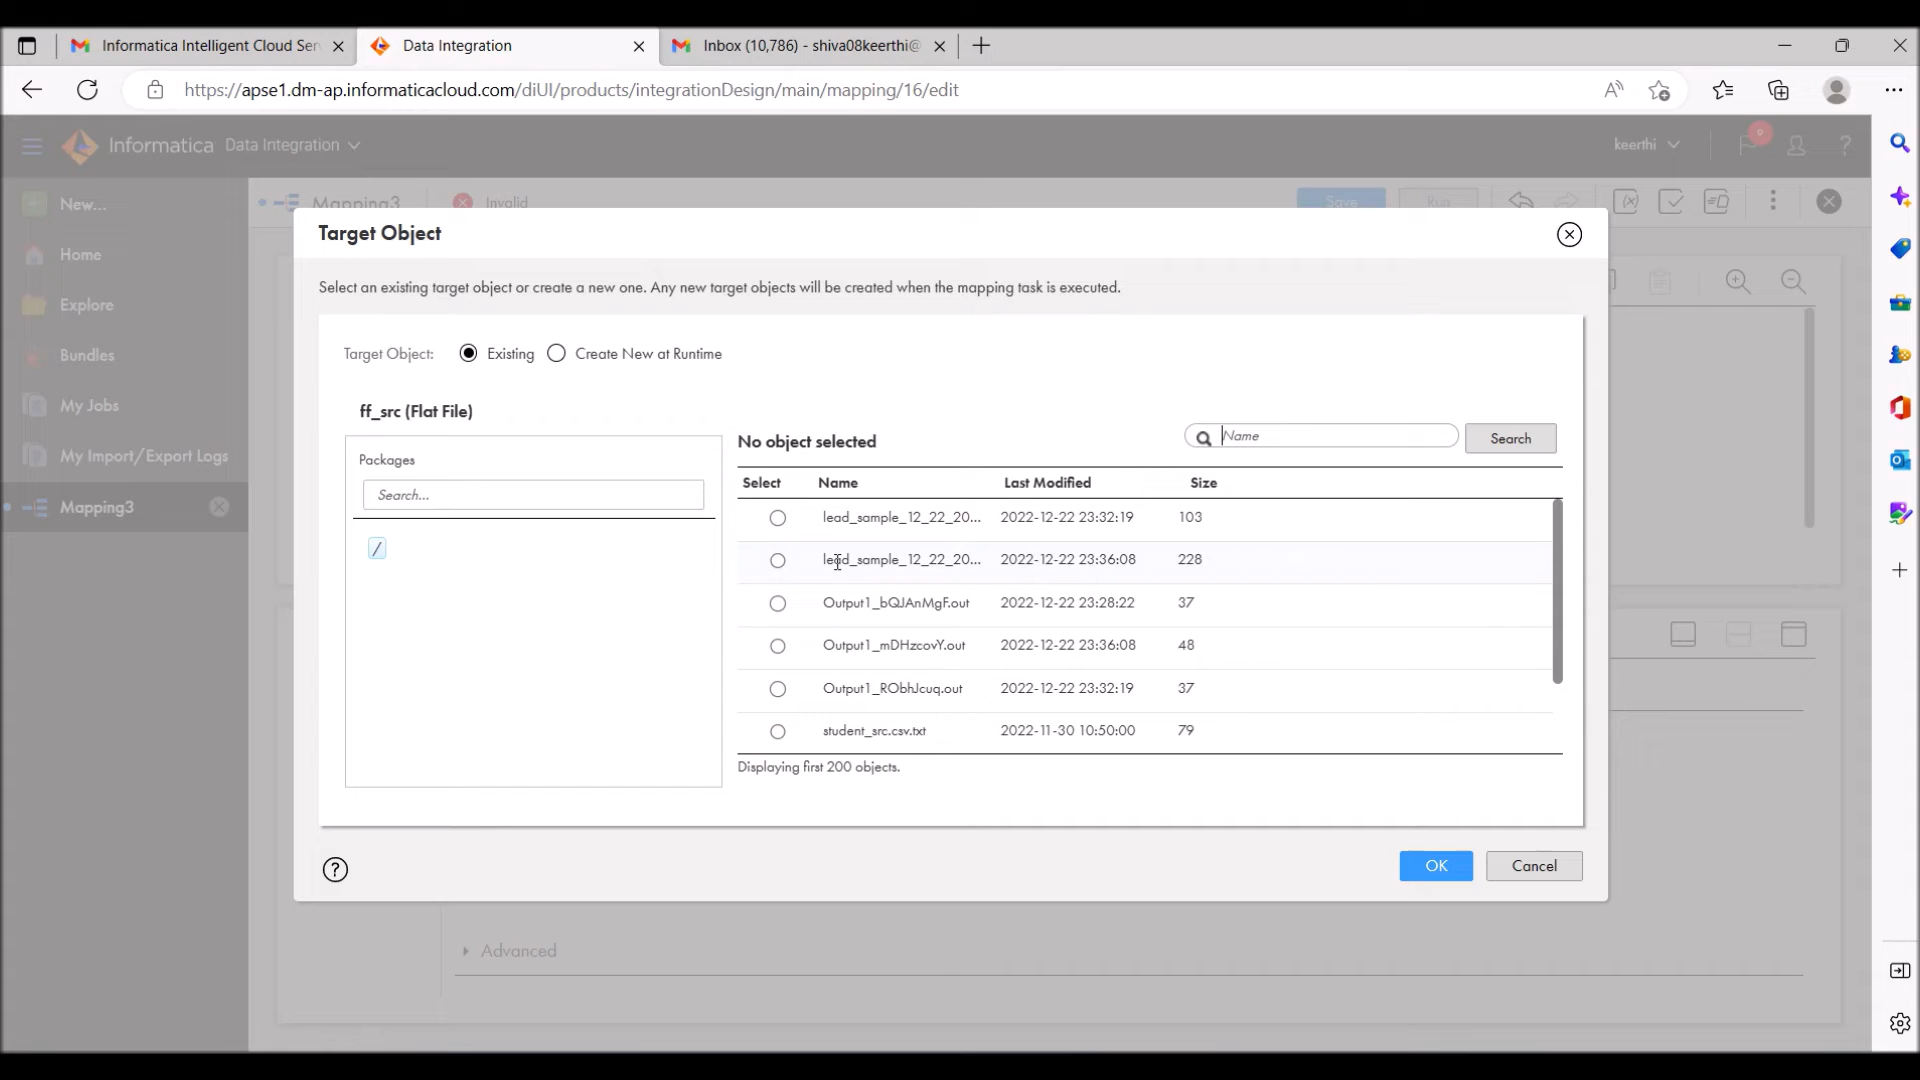 Informatica Intelligent Cloud Ser
Data Integration
Inbox (10,786) - shiva08keerthi@
https://apse1.dm-ap.informaticacloud.com/diUI/products/integrationDesign/main/mapping/16/edit
Informatica Data Integration
keerthi
New...
Mapping3
Invalid
Save
Run
Home
Explore
Bundles
My Jobs
My Import/Export Logs
Mapping3
Target Object
Select an existing target object or create a new one. Any new target objects will be created when the mapping task is executed.
Target Object: Existing Create New at Runtime
ff_src (Flat File)
Packages
Search...
/
No object selected
Name
Search
Select Name Last Modified Size
lead_sample_12_22_20... 2022-12-22 23:32:19 103
lead_sample_12_22_20... 2022-12-22 23:36:08 228
Output1_bQJAnMgF.out 2022-12-22 23:28:22 37
Output1_mDHzcovY.out 2022-12-22 23:36:08 48
Output1_RObhJcuq.out 2022-12-22 23:32:19 37
student_src.csv.txt 2022-11-30 10:50:00 79
Displaying first 200 objects.
OK
Cancel
Advanced